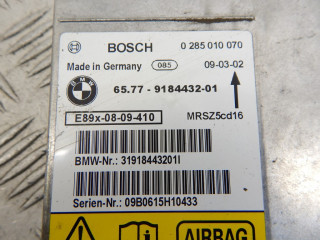 BOSCH 0 285 010 070
Made in Germany 085 09-03-02
BMW 65.77 - 9184432-01
E89x-08-09-410 MRSZ5cd16
BMW-Nr.: 31918443201I
Serien-Nr.: 09B0615H10433
AIRBAG